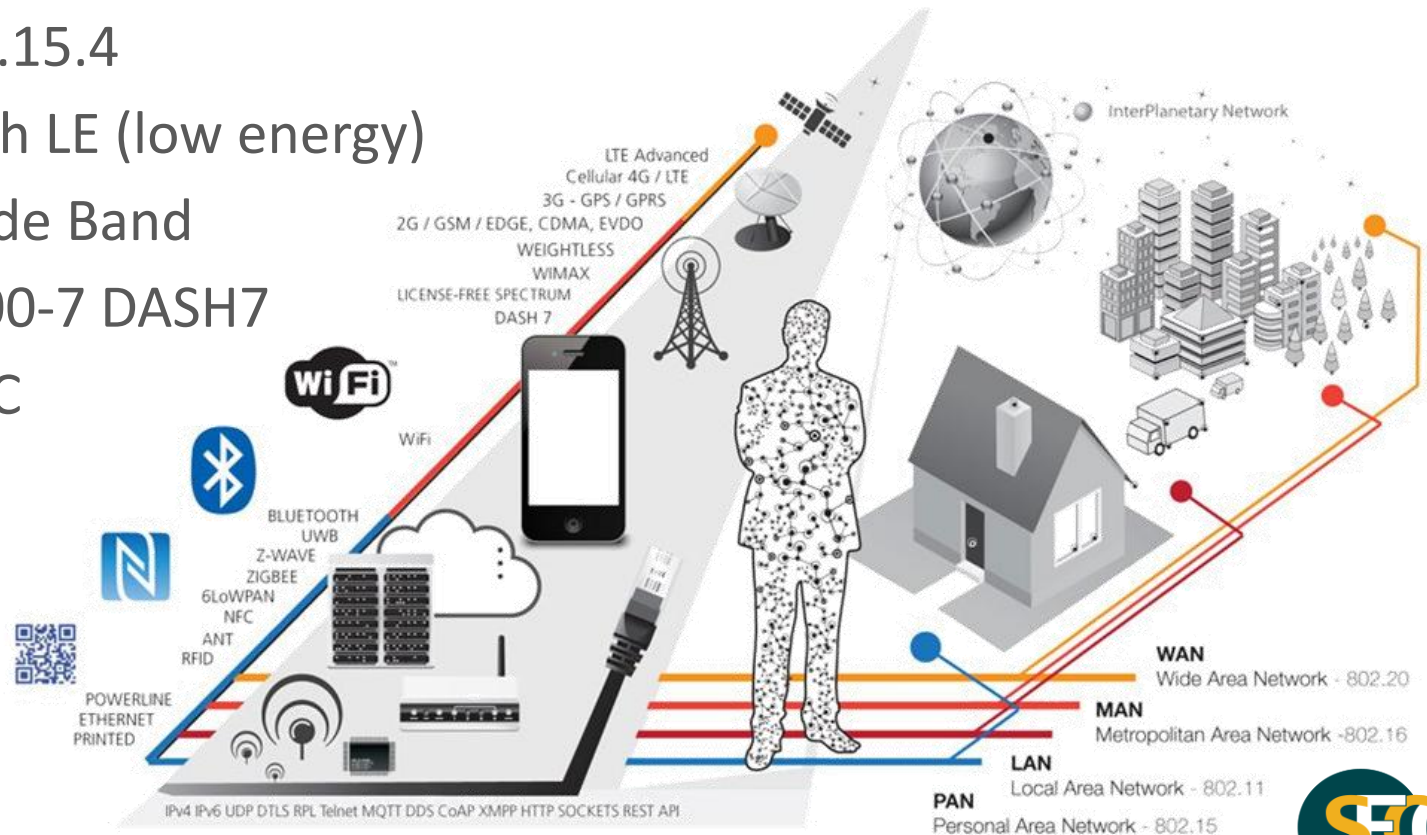 .15.4
h LE (low energy)
de Band
00-7 DASH7
C
InterPlanetary Network
LTE Advanced
Cellular 4G / LTE
3G - GPS / GPRS
2G / GSM / EDGE, CDMA, EVDO
WEIGHTLESS
WIMAX
LICENSE-FREE SPECTRUM
DASH 7
WiFi
WiFi
BLUETOOTH
UWB
Z-WAVE
ZIGBEE
6LoWPAN
NFC
ANT
RFID
POWERLINE
ETHERNET
PRINTED
WAN
Wide Area Network - 802.20
MAN
Metropolitan Area Network -802.16
LAN
Local Area Network - 802.11
PAN
Personal Area Network - 802.15
IPv4 IPv6 UDP DTLS RPL Telnet MQTT DDS CoAP XMPP HTTP SOCKETS REST API